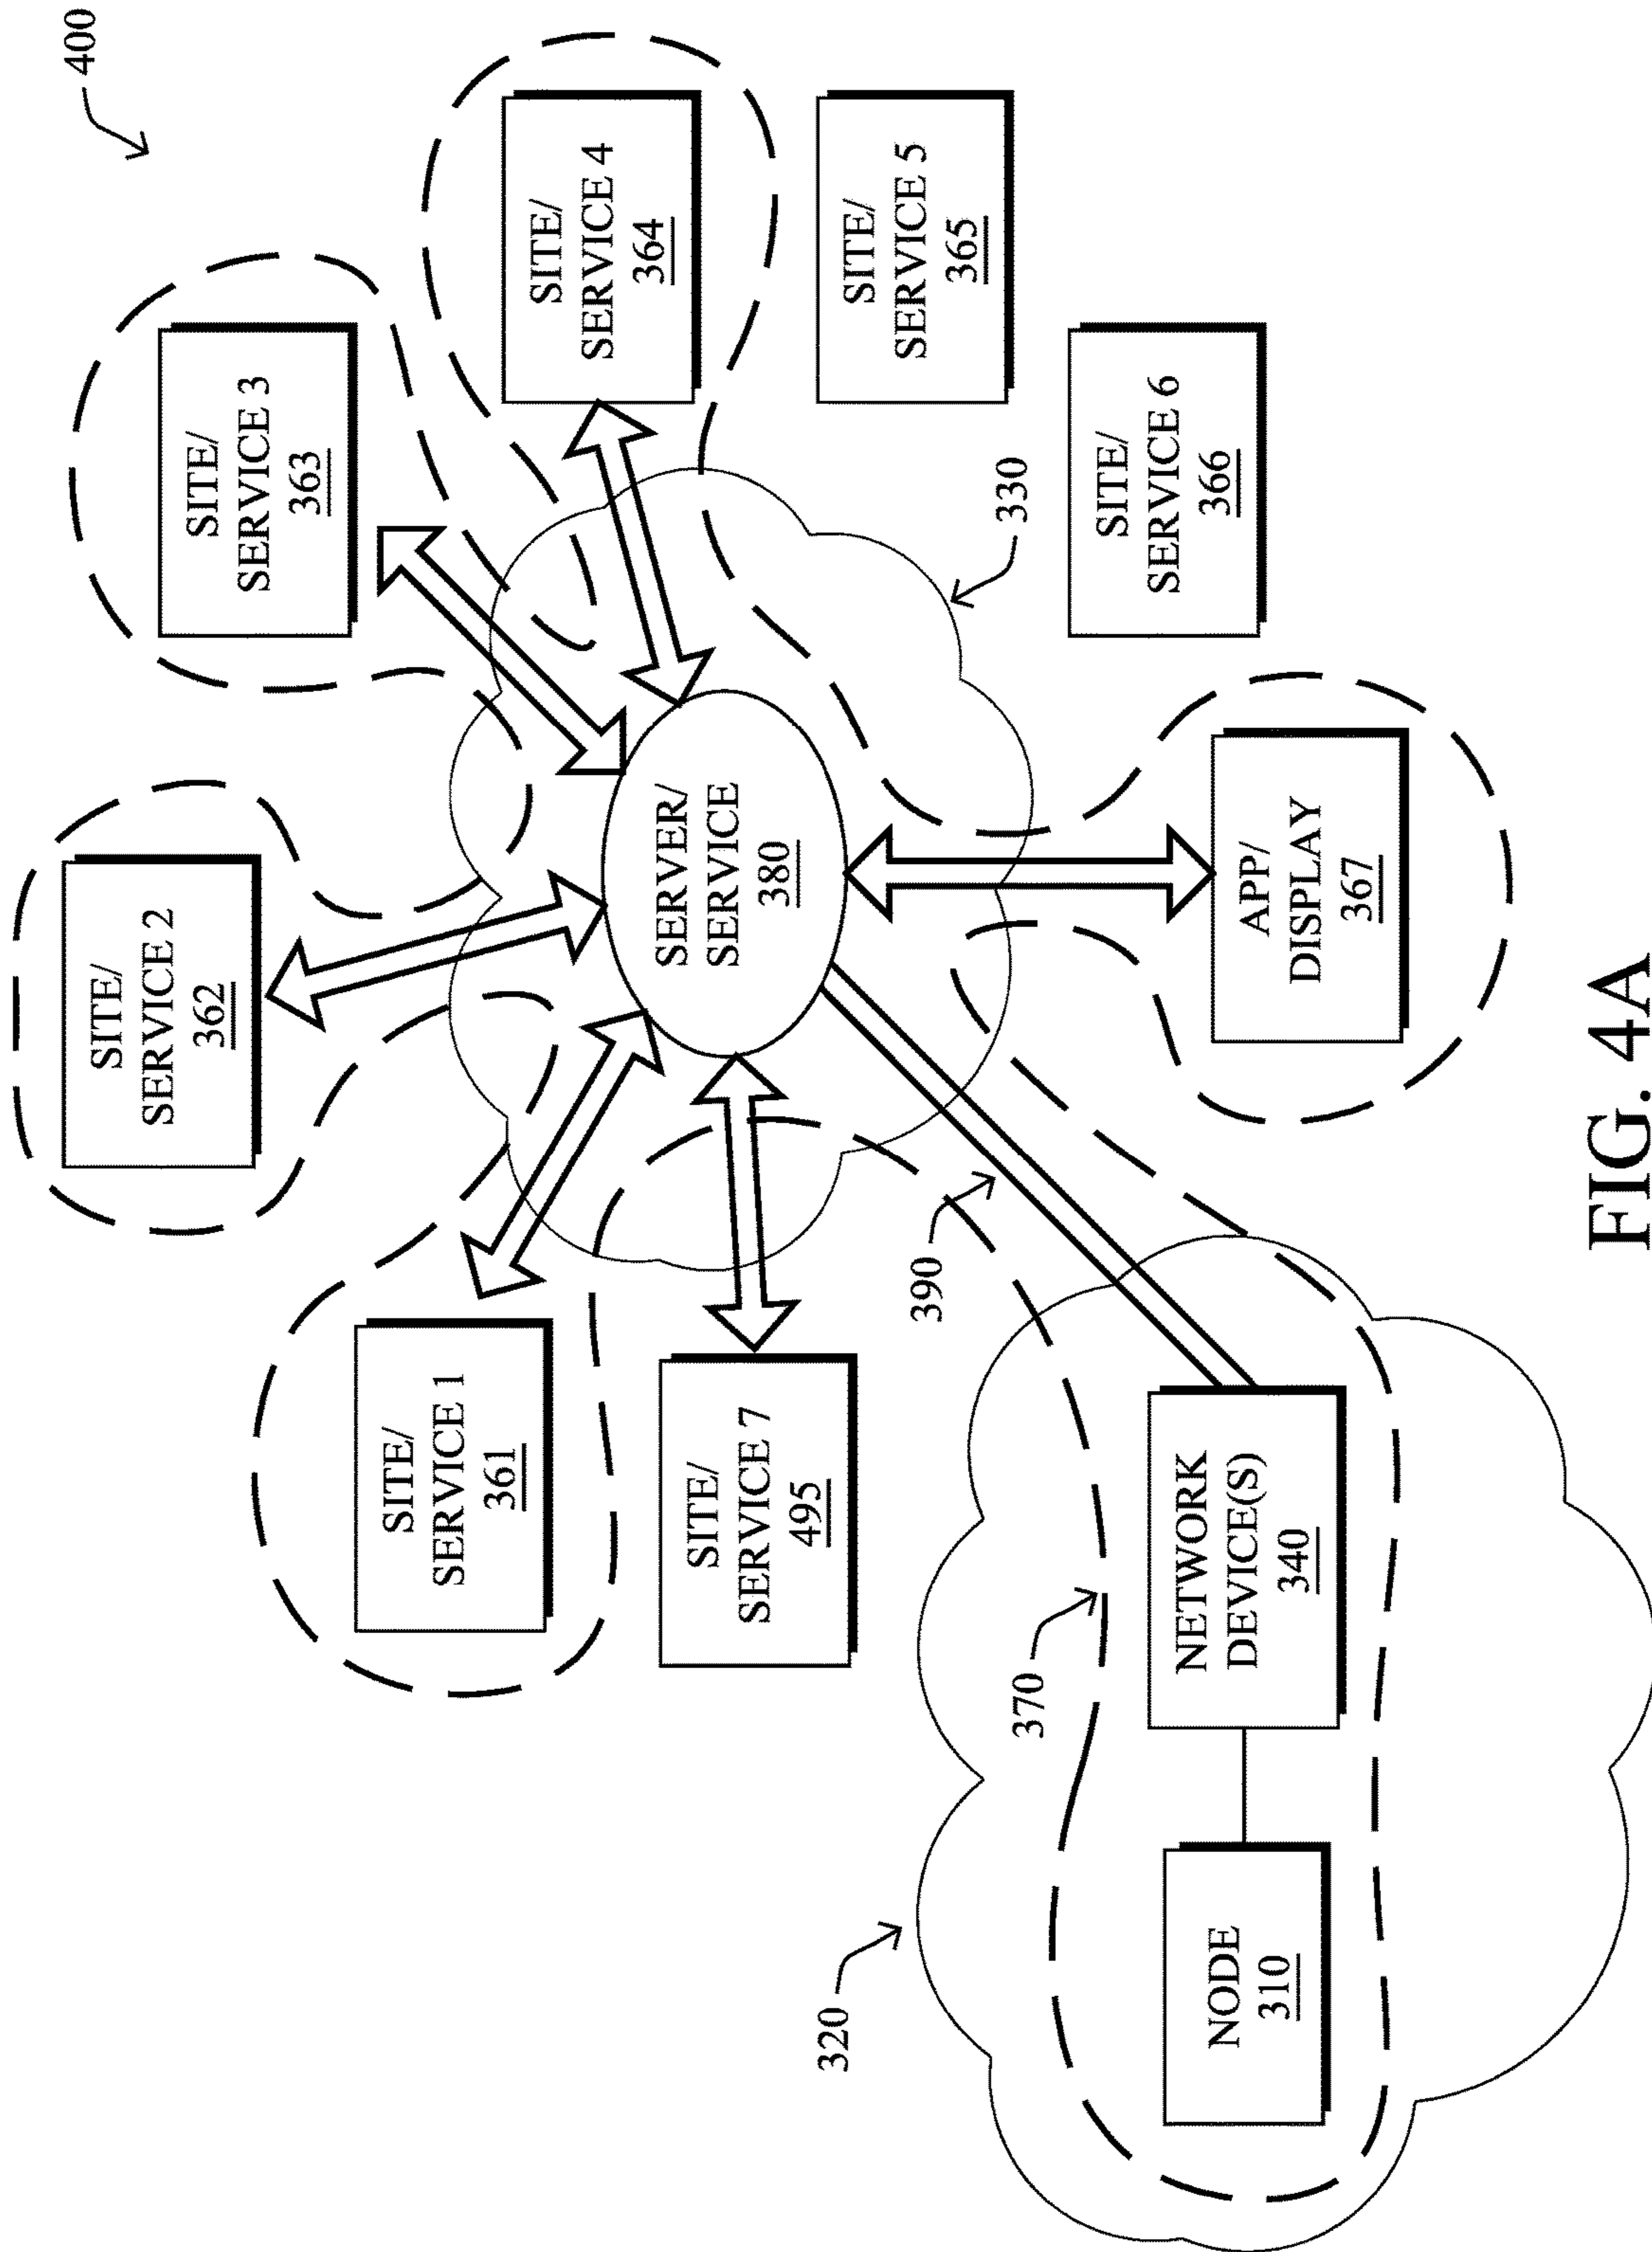 400
SITE/
SERVICE 2
362
SITE/
SERVICE 3
363
SITE/
SERVICE 1
361
SITE/
SERVICE 4
364
SITE/
SERVICE 7
495
SERVER/
SERVICE
380
SITE/
SERVICE 5
365
SITE/
SERVICE 6
366
330
390
370
320
APP/
DISPLAY
367
NETWORK
DEVICE(S)
340
NODE
310
FIG. 4A